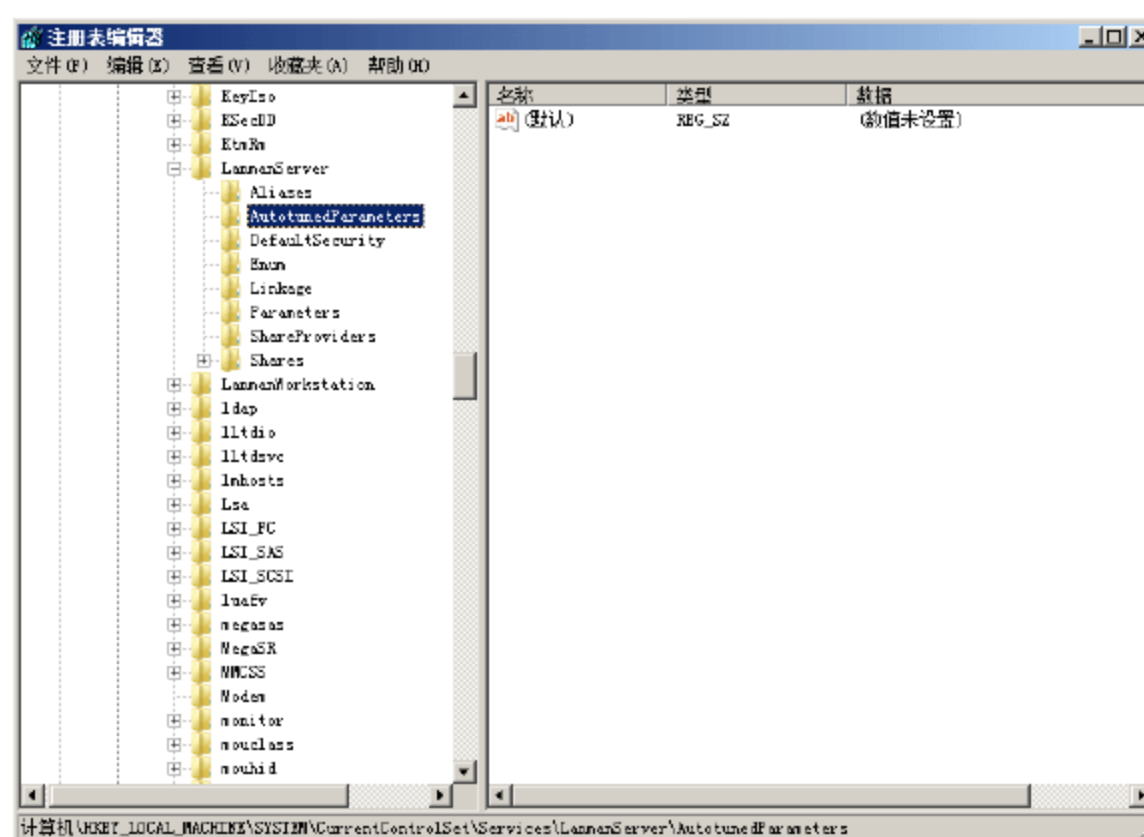 注册表编辑器
文件(F) 编辑(E) 查看(V) 收藏夹(A) 帮助(H)
KeyIso
KSecDD
KtmRm
LanmanServer
Aliases
AutotunedParameters
DefaultSecurity
Enum
Linkage
Parameters
ShareProviders
Shares
LanmanWorkstation
ldap
lltdio
lltdsvc
lmhosts
Lsa
LSI_FC
LSI_SAS
LSI_SCSI
luafv
megasas
MegaSR
MMCSS
Modem
monitor
mouclass
mouhid
名称 类型 数据
ab (默认) REG_SZ (数值未设置)
计算机\HKEY_LOCAL_MACHINE\SYSTEM\CurrentControlSet\Services\LanmanServer\AutotunedParameters